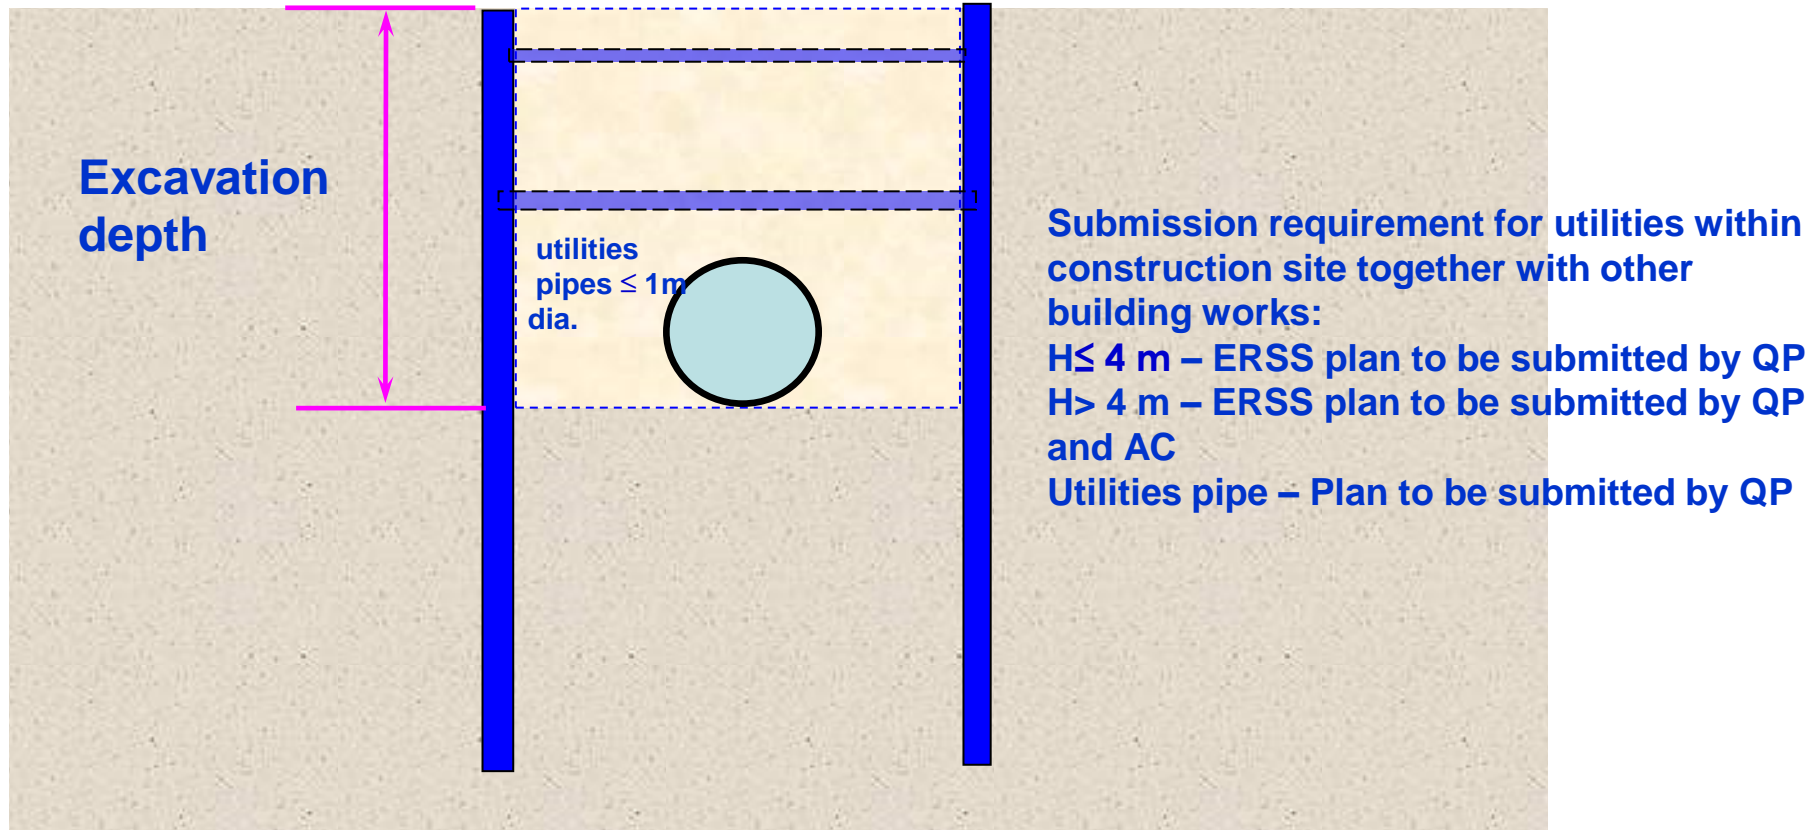 Excavation
depth
utilities
pipes ≤ 1m
dia.
Submission requirement for utilities within
construction site together with other
building works:
H≤ 4 m – ERSS plan to be submitted by QP
H> 4 m – ERSS plan to be submitted by QP
and AC
Utilities pipe – Plan to be submitted by QP